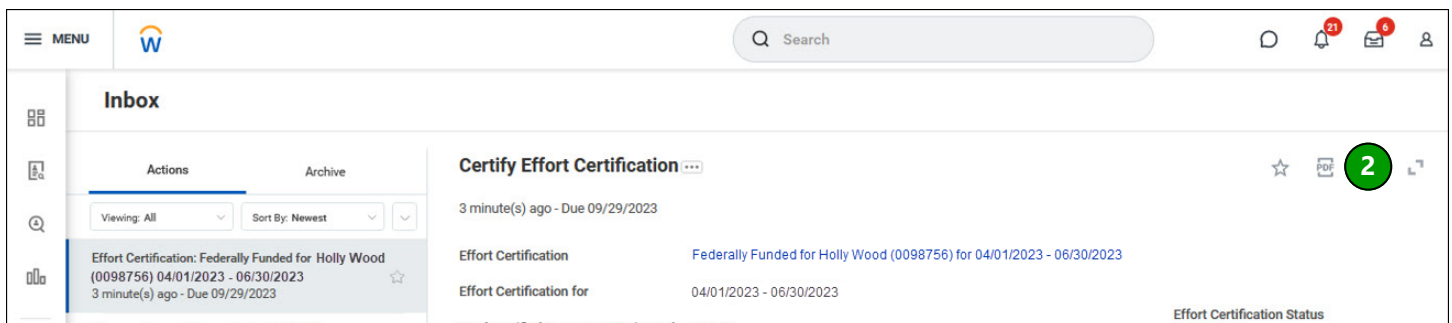 MENU
W
Search
21
6
Inbox
Actions
Archive
Viewing: All
Sort By: Newest
Effort Certification: Federally Funded for Holly Wood
(0098756) 04/01/2023 - 06/30/2023
3 minute(s) ago - Due 09/29/2023
Certify Effort Certification
PDF
2
3 minute(s) ago - Due 09/29/2023
Effort Certification
Federally Funded for Holly Wood (0098756) for 04/01/2023 - 06/30/2023
Effort Certification for
04/01/2023 - 06/30/2023
Effort Certification Status